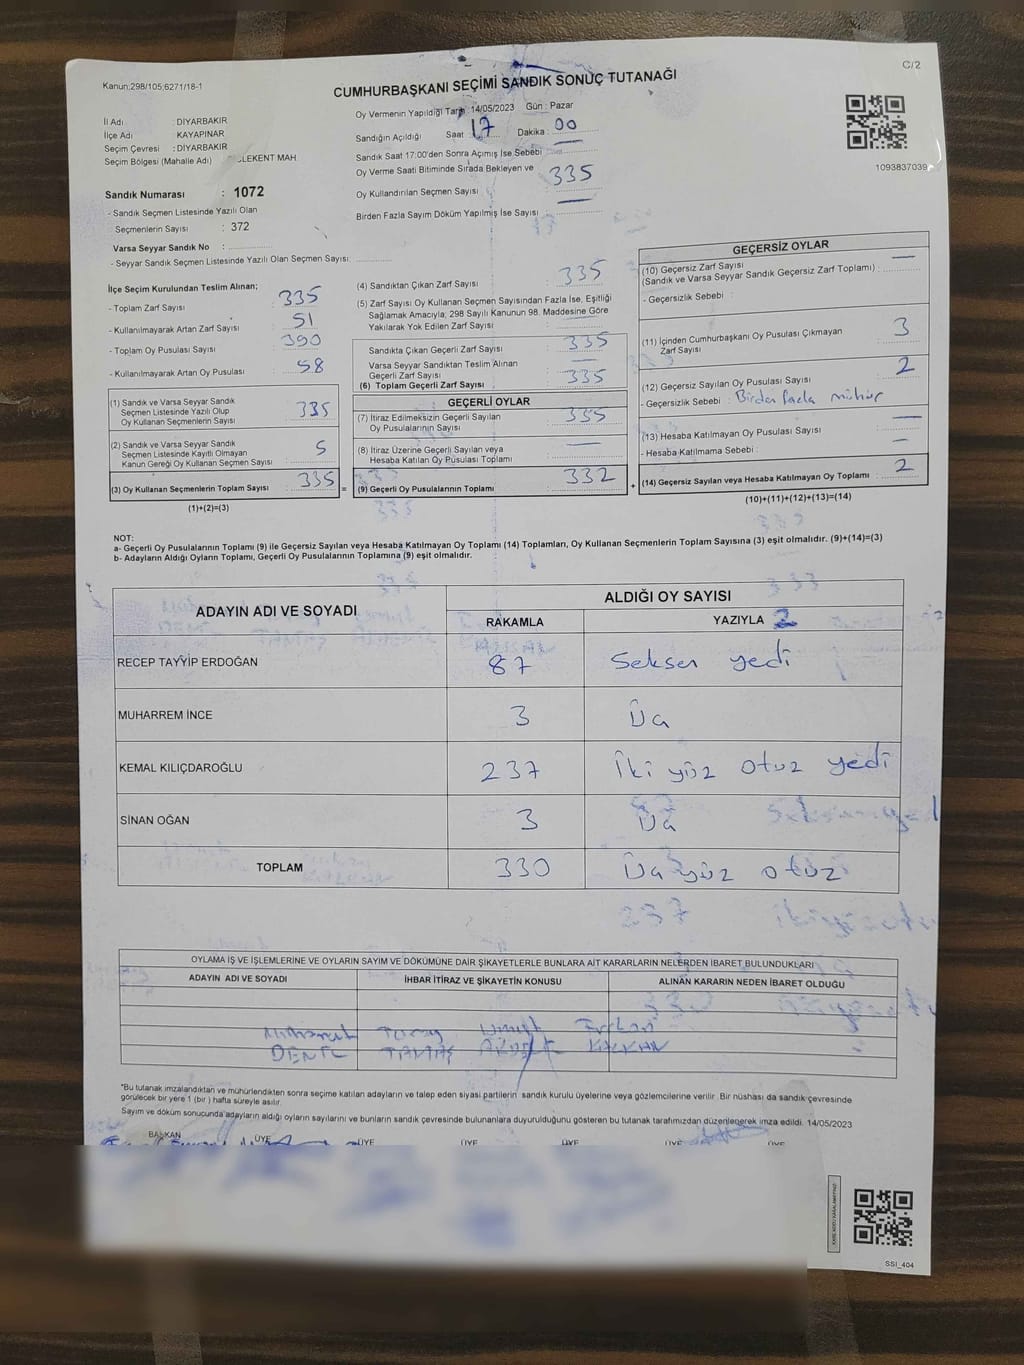 C/2
Kanun:298/105;6271/18-1
CUMHURBAŞKANI SEÇİMİ SANDIK SONUÇ TUTANAĞI
1093837039
İl Adı : DİYARBAKIR
İlçe Adı : KAYAPINAR
Seçim Çevresi : DİYARBAKIR
Seçim Bölgesi (Mahalle Adı) LEKENT MAH
Sandık Numarası : 1072
- Sandık Seçmen Listesinde Yazılı Olan
Seçmenlerin Sayısı : 372
Varsa Seyyar Sandık No :
- Seyyar Sandık Seçmen Listesinde Yazılı Olan Seçmen Sayısı:
Oy Vermenin Yapıldığı Tarih :14/05/2023 Gün : Pazar
Sandığın Açıldığı Saat 17 Dakika : 00
Sandık Saat 17:00'den Sonra Açımış İse Sebebi
Oy Verme Saati Bitiminde Sırada Bekleyen ve
Oy Kullandırılan Seçmen Sayısı : 335
Birden Fazla Sayım Döküm Yapılmış İse Sayısı :
İlçe Seçim Kurulundan Teslim Alınan;
- Toplam Zarf Sayısı : 335
- Kullanılmayarak Artan Zarf Sayısı : 51
- Toplam Oy Pusulası Sayısı : 390
- Kullanılmayarak Artan Oy Pusulası : 58
(1) Sandık ve Varsa Seyyar Sandık
Seçmen Listesinde Yazılı Olup
Oy Kullanan Seçmenlerin Sayısı : 335
(2) Sandık ve Varsa Seyyar Sandık
Seçmen Listesinde Kayıtlı Olmayan
Kanun Gereği Oy Kullanan Seçmen Sayısı : 5
(3) Oy Kullanan Seçmenlerin Toplam Sayısı : 335
(1)+(2)=(3)
(4) Sandıktan Çıkan Zarf Sayısı : 335
(5) Zarf Sayısı Oy Kullanan Seçmen Sayısından Fazla İse, Eşitliği
Sağlamak Amacıyla, 298 Sayılı Kanunun 98. Maddesine Göre
Yakılarak Yok Edilen Zarf Sayısı :
Sandıkta Çıkan Geçerli Zarf Sayısı : 335
Varsa Seyyar Sandıktan Teslim Alınan
Geçerli Zarf Sayısı : —
(6) Toplam Geçerli Zarf Sayısı : 335
GEÇERLİ OYLAR
(7) İtiraz Edilmeksizin Geçerli Sayılan
Oy Pusulalarının Sayısı : 335
(8) İtiraz Üzerine Geçerli Sayılan veya
Hesaba Katılan Oy Pusulası Toplamı : —
= (9) Geçerli Oy Pusulalarının Toplamı : 332 +
GEÇERSİZ OYLAR
(10) Geçersiz Zarf Sayısı
(Sandık ve Varsa Seyyar Sandık Geçersiz Zarf Toplamı) : —
- Geçersizlik Sebebi :
(11) İçinden Cumhurbaşkanı Oy Pusulası Çıkmayan
Zarf Sayısı : 3
(12) Geçersiz Sayılan Oy Pusulası Sayısı : 2
- Geçersizlik Sebebi : Birden fazla mühür
(13) Hesaba Katılmayan Oy Pusulası Sayısı : —
- Hesaba Katılmama Sebebi : —
(14) Geçersiz Sayılan veya Hesaba Katılmayan Oy Toplamı : 2
(10)+(11)+(12)+(13)=(14)
NOT:
a- Geçerli Oy Pusulalarının Toplamı (9) ile Geçersiz Sayılan veya Hesaba Katılmayan Oy Toplamı (14) Toplamları, Oy Kullanan Seçmenlerin Toplam Sayısına (3) eşit olmalıdır. (9)+(14)=(3)
b- Adayların Aldığı Oyların Toplamı, Geçerli Oy Pusulalarının Toplamına (9) eşit olmalıdır.
ADAYIN ADI VE SOYADI ALDIĞI OY SAYISI
RAKAMLA YAZIYLA 2
RECEP TAYYİP ERDOĞAN 87 Seksen yedi
MUHARREM İNCE 3 Üç
KEMAL KILIÇDAROĞLU 237 İki yüz otuz yedi
SİNAN OĞAN 3 Üç
TOPLAM 330 Üç yüz otuz
OYLAMA İŞ VE İŞLEMLERİNE VE OYLARIN SAYIM VE DÖKÜMÜNE DAİR ŞİKAYETLERLE BUNLARA AİT KARARLARIN NELERDEN İBARET BULUNDUKLARI
ADAYIN ADI VE SOYADI İHBAR İTİRAZ VE ŞİKAYETİN KONUSU ALINAN KARARIN NEDEN İBARET OLDUĞU
*Bu tutanak imzalandıktan ve mühürlendikten sonra seçime katılan adayların ve talep eden siyasi partilerin sandık kurulu üyelerine veya gözlemcilerine verilir. Bir nüshası da sandık çevresinde
görülecek bir yere 1 (bir ) hafta süreyle asılır.
Sayım ve döküm sonucunda adayların aldığı oyların sayılarını ve bunların sandık çevresinde bulunanlara duyurulduğunu gösteren bu tutanak tarafımızdan düzenlenerek imza edildi. 14/05/2023
BAŞKAN ÜYE ÜYE ÜYE ÜYE ÜYE ÜYE
SSI_404